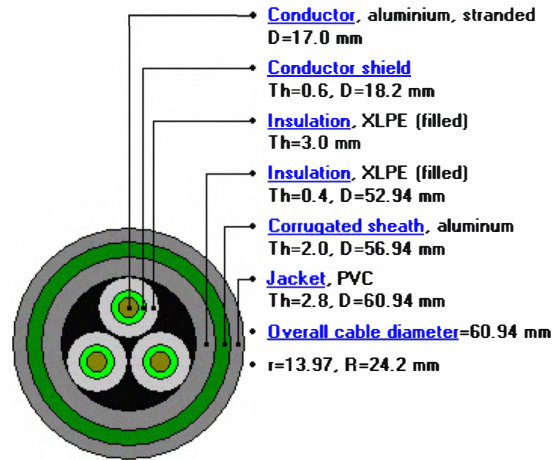 Conductor, aluminium, stranded
D=17.0 mm
Conductor shield
Th=0.6, D=18.2 mm
Insulation, XLPE (filled)
Th=3.0 mm
Insulation, XLPE (filled)
Th=0.4, D=52.94 mm
Corrugated sheath, aluminum
Th=2.0, D=56.94 mm
Jacket, PVC
Th=2.8, D=60.94 mm
Overall cable diameter=60.94 mm
r=13.97, R=24.2 mm